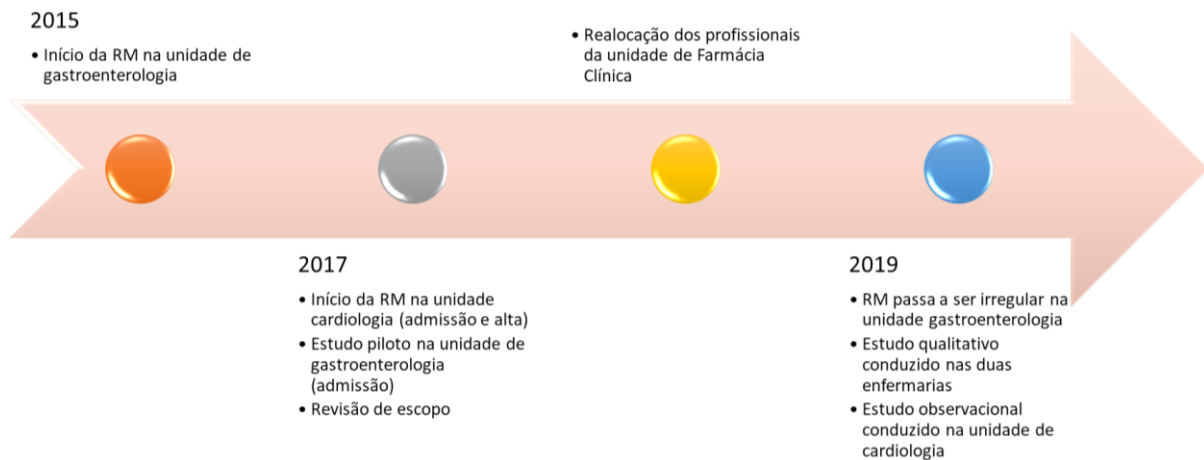 2015
• Início da RM na unidade de
gastroenterologia
2017
• Início da RM na unidade
cardiologia (admissão e alta)
• Estudo piloto na unidade de
gastroenterologia
(admissão)
• Revisão de escopo
• Realocação dos profissionais
da unidade de Farmácia
Clínica
2019
• RM passa a ser irregular na
unidade gastroenterologia
• Estudo qualitativo
conduzido nas duas
enfermarias
• Estudo observacional
conduzido na unidade de
cardiologia